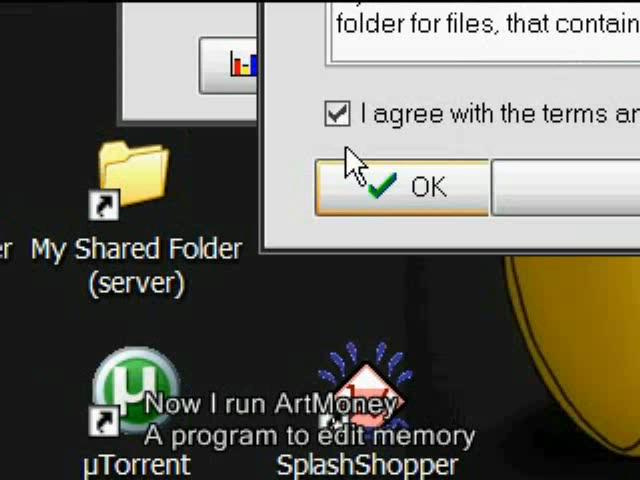 folder for files, that contain
I agree with the terms an
OK
My Shared Folder
(server)
Now I run ArtMoney
A program to edit memory
µTorrent
SplashShopper